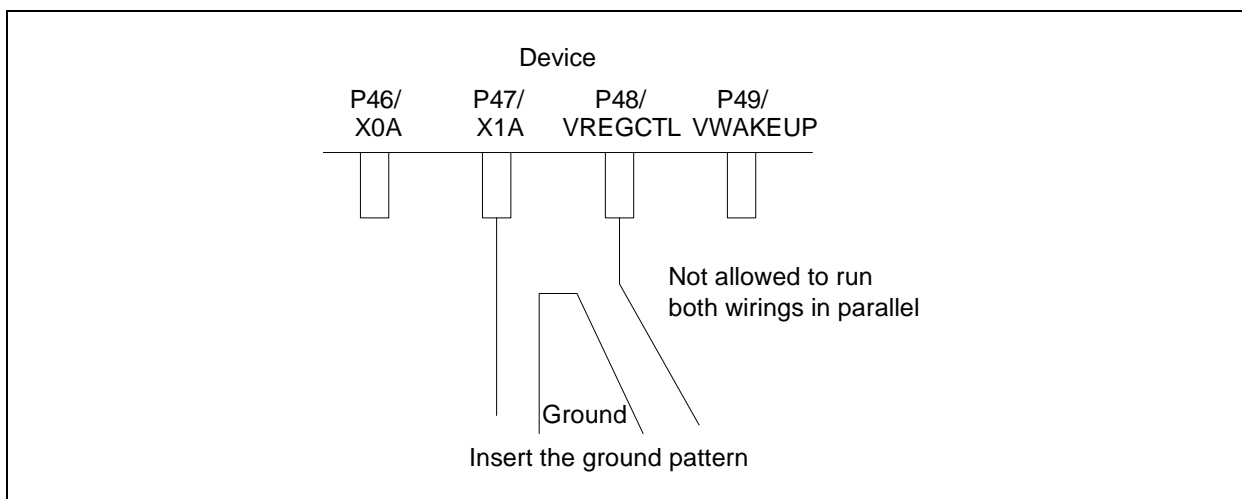 Device
P46/
X0A
P47/
X1A
P48/
VREGCTL
P49/
VWAKEUP
Not allowed to run
both wirings in parallel
Ground
Insert the ground pattern